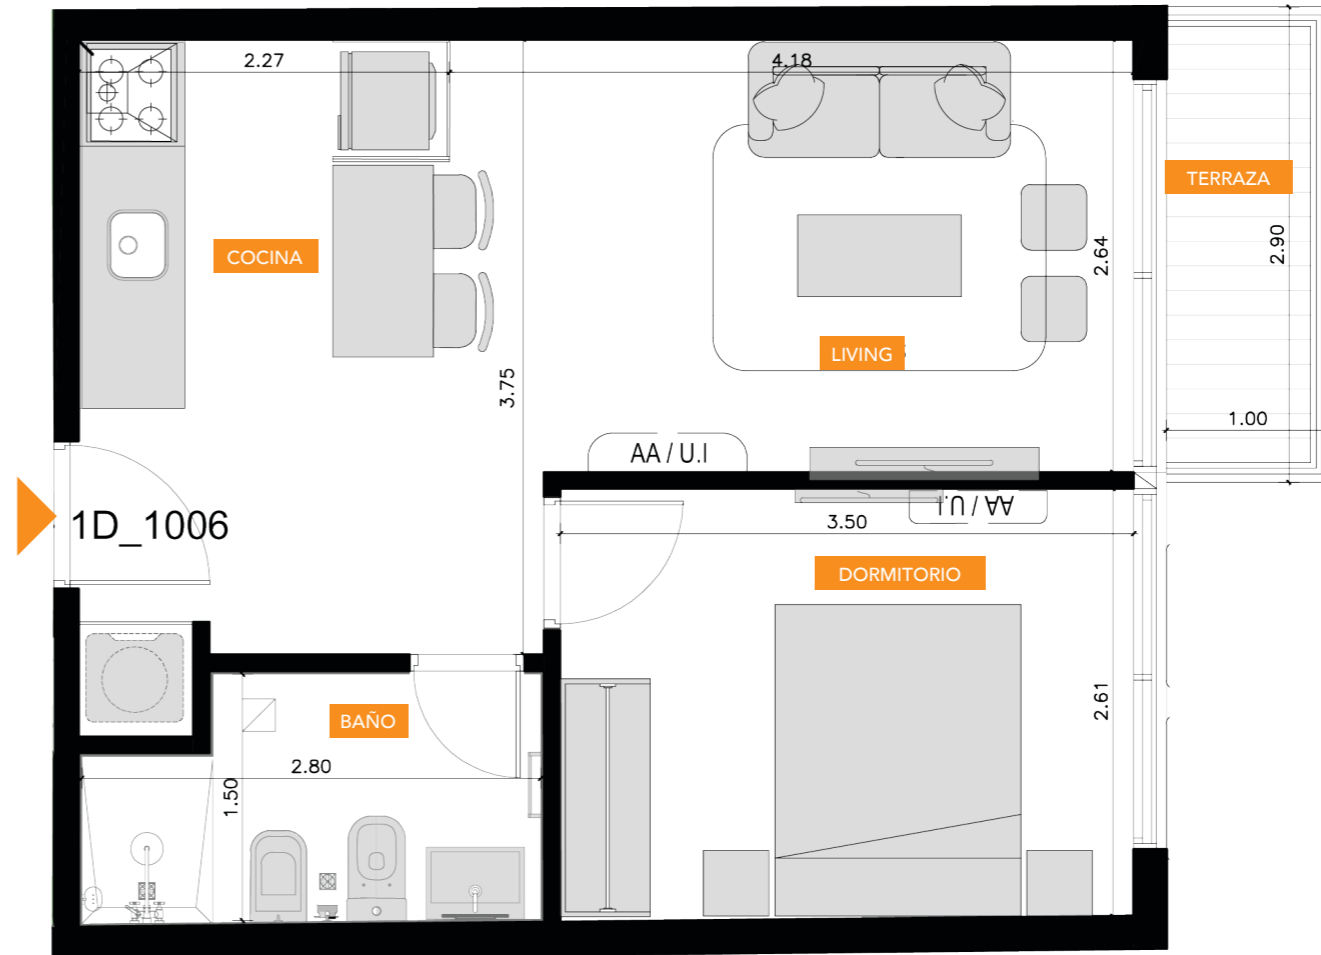 2.27
4.18
TERRAZA
COCINA
2.64
2.90
LIVING
3.75
1.00
AA / U.I
AA / U.I
1D_1006
3.50
DORMITORIO
2.61
BAÑO
2.80
1.50